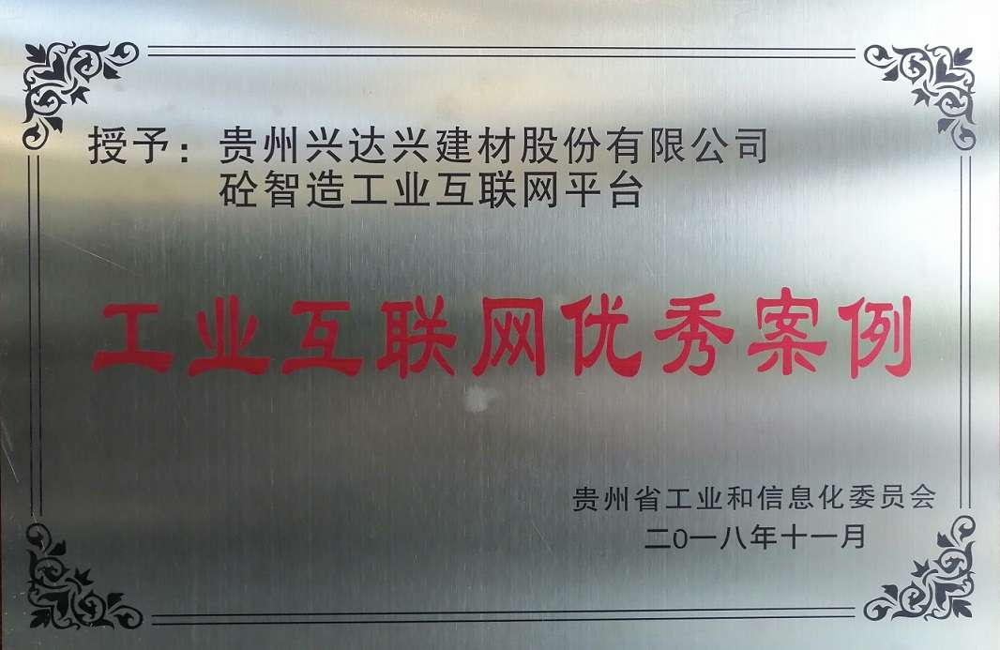 授予：贵州兴达兴建材股份有限公司
砼智造工业互联网平台
工业互联网优秀案例
贵州省工业和信息化委员会
二0一八年十一月